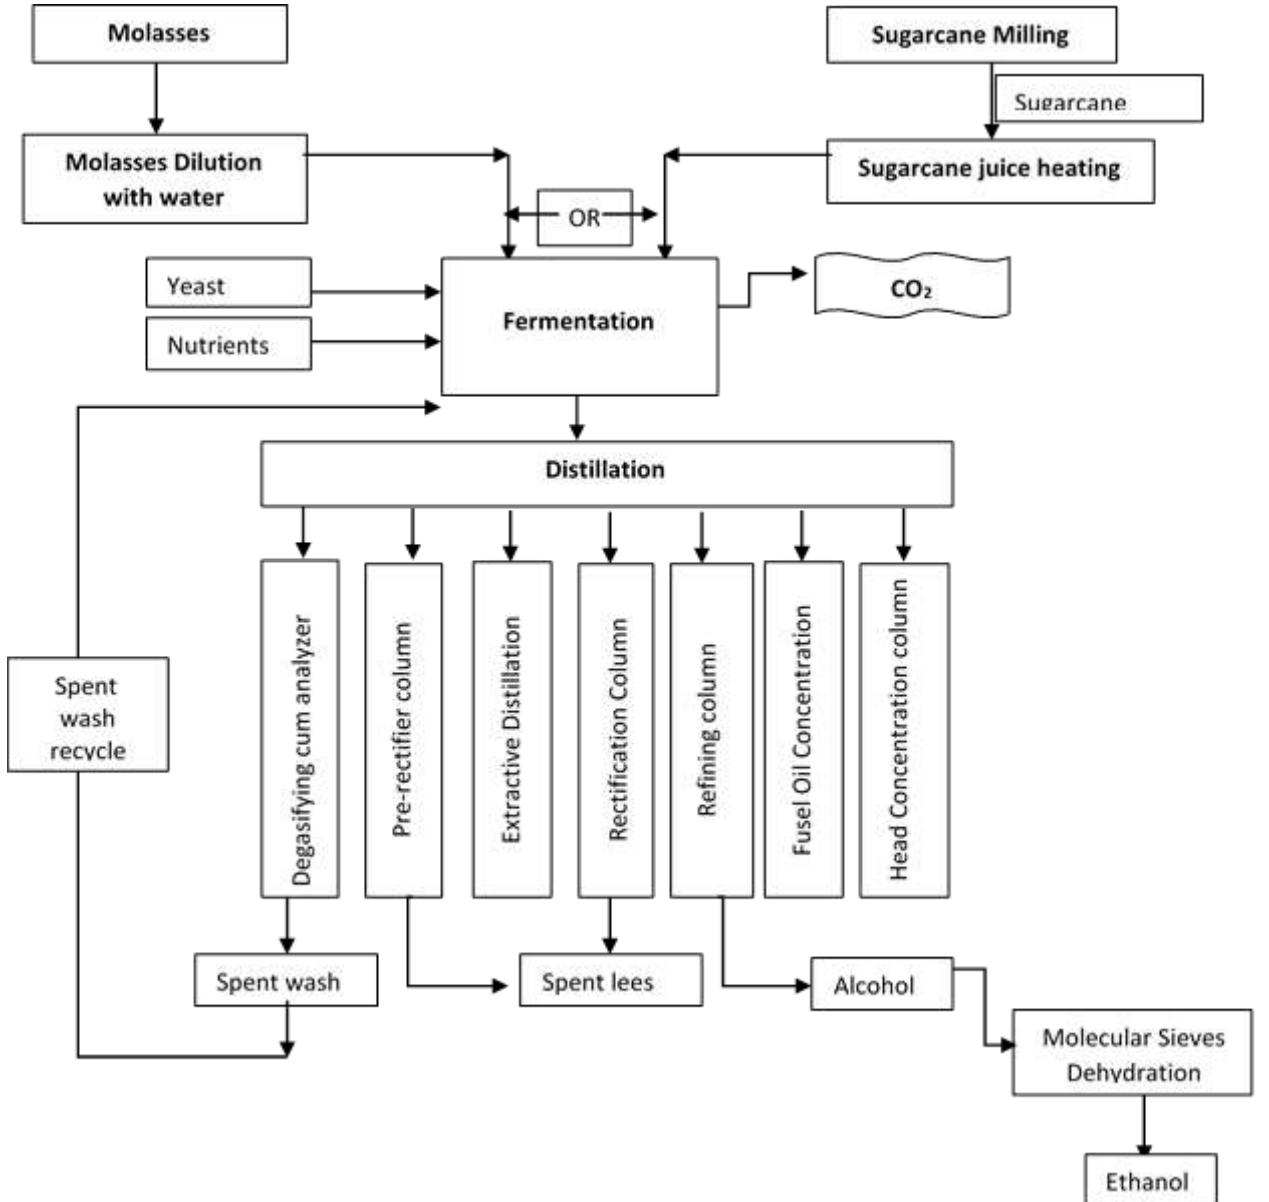 Molasses
Sugarcane Milling
Sugarcane
Molasses Dilution
with water
Sugarcane juice heating
OR
Yeast
Nutrients
Fermentation
CO₂
Distillation
Degasifying cum analyzer
Pre-rectifier column
Extractive Distillation
Rectification Column
Refining column
Fusel Oil Concentration
Head Concentration column
Spent
wash
recycle
Spent wash
Spent lees
Alcohol
Molecular Sieves
Dehydration
Ethanol